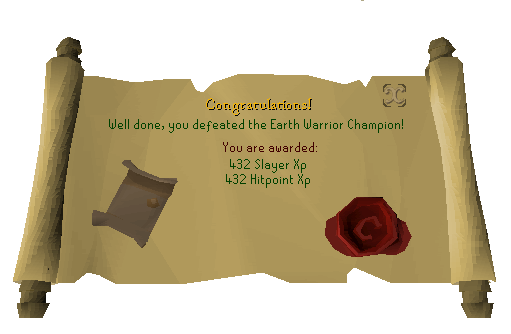 Congratulations!
Well done, you defeated the Earth Warrior Champion!
You are awarded:
432 Slayer Xp
432 Hitpoint Xp